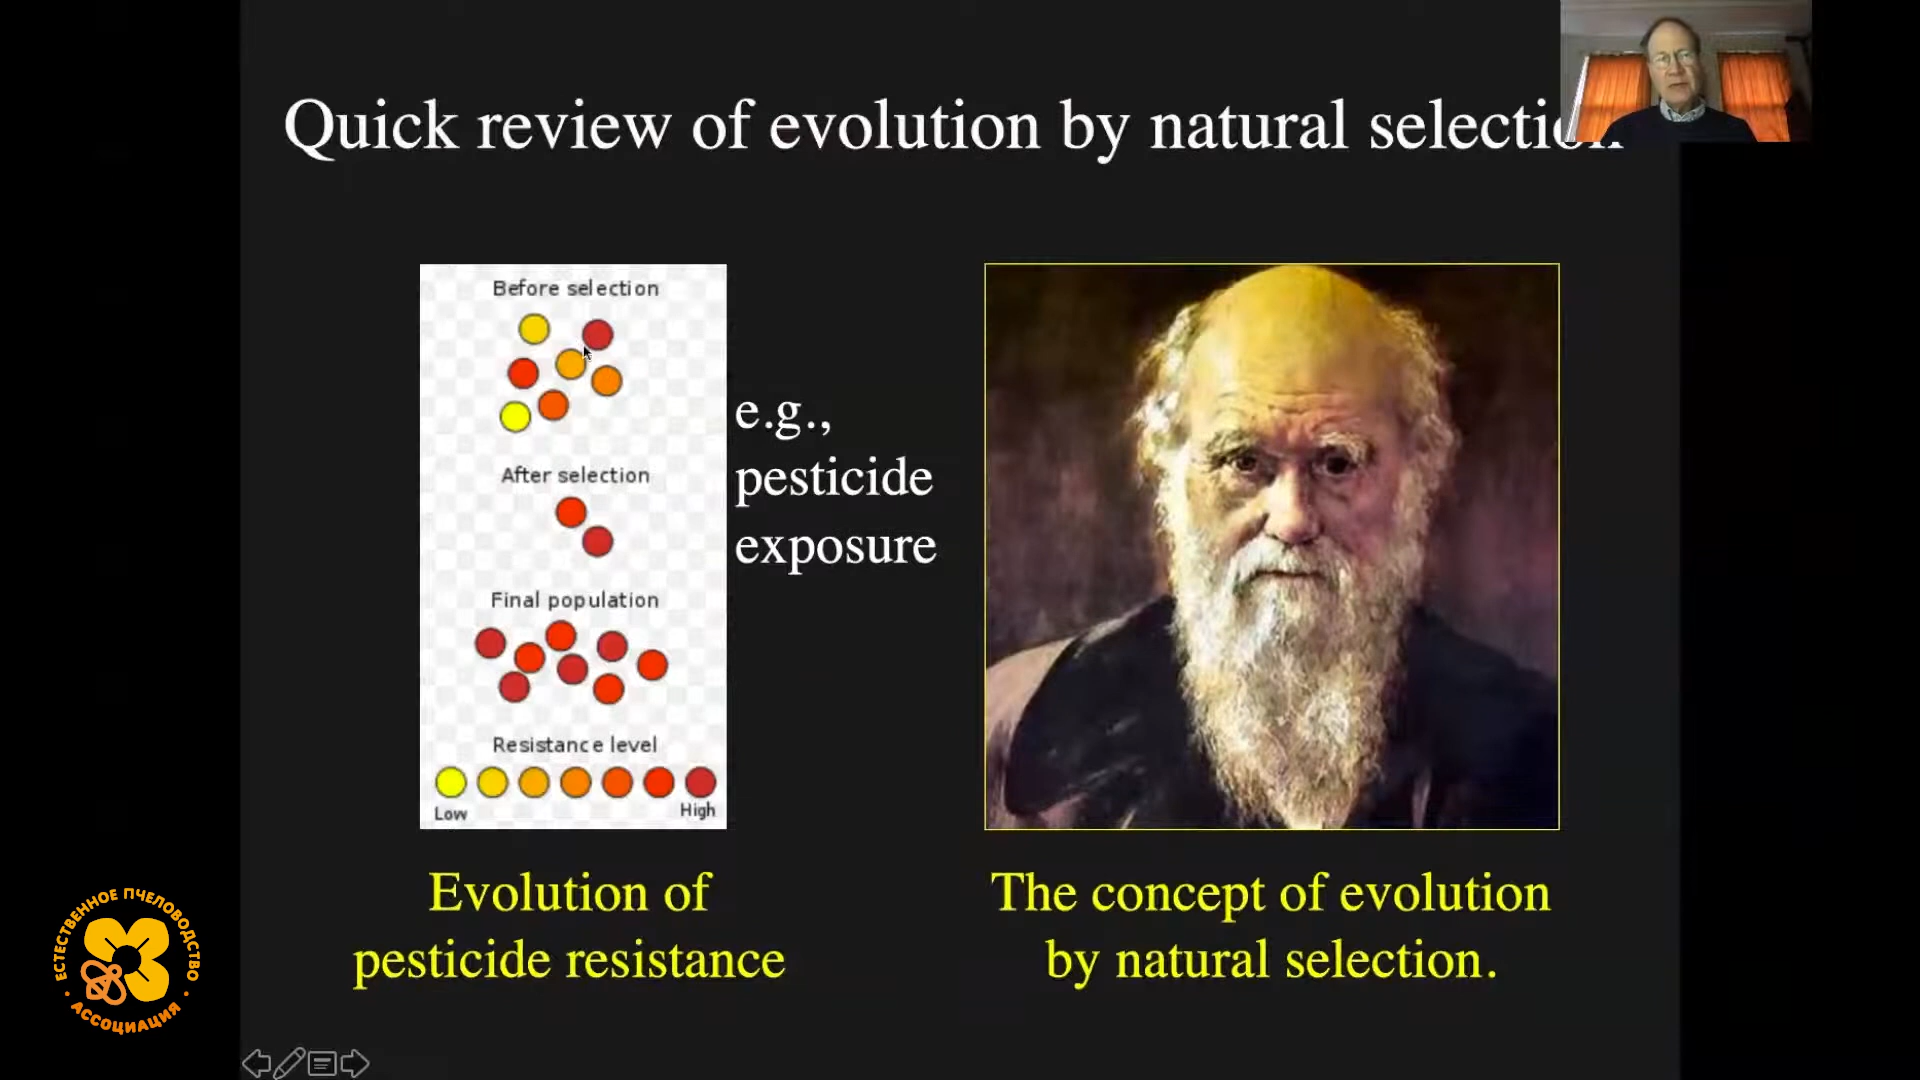 Quick review of evolution by natural selection
Before selection
After selection
Final population
Resistance level
Low
High
e.g.,
pesticide
exposure
Evolution of
pesticide resistance
The concept of evolution
by natural selection.
ЕСТЕСТВЕННОЕ ПЧЕЛОВОДСТВО
· АССОЦИАЦИЯ ·